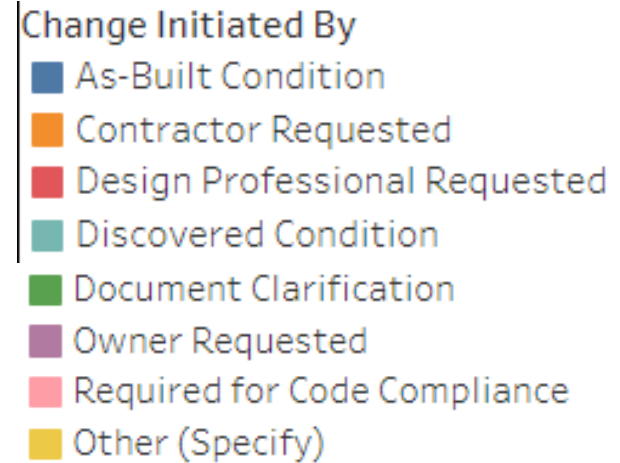 Change Initiated By
As-Built Condition
Contractor Requested
Design Professional Requested
Discovered Condition
Document Clarification
Owner Requested
Required for Code Compliance
Other (Specify)